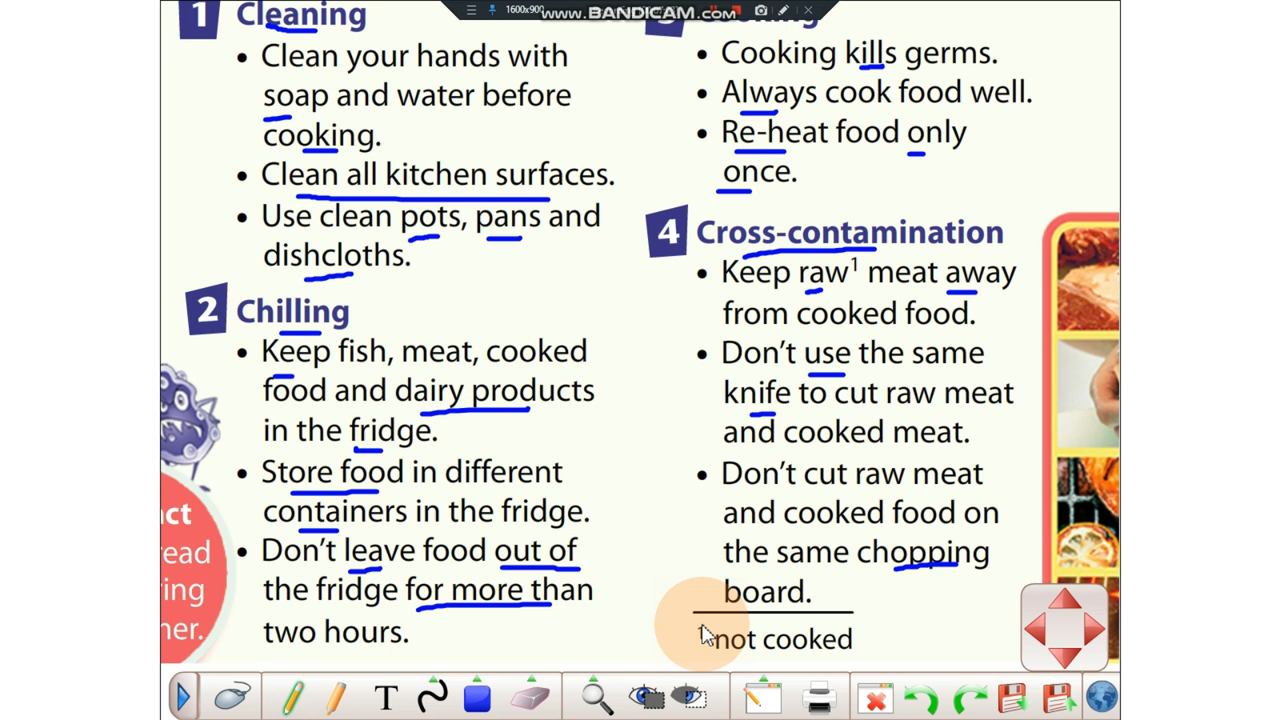 1600x900
www.BANDICAM.com
1 Cleaning
• Clean your hands with
soap and water before
cooking.
• Clean all kitchen surfaces.
• Use clean pots, pans and
dishcloths.
2 Chilling
• Keep fish, meat, cooked
food and dairy products
in the fridge.
• Store food in different
containers in the fridge.
• Don't leave food out of
the fridge for more than
two hours.
• Cooking kills germs.
• Always cook food well.
• Re-heat food only
once.
4 Cross-contamination
• Keep raw¹ meat away
from cooked food.
• Don't use the same
knife to cut raw meat
and cooked meat.
• Don't cut raw meat
and cooked food on
the same chopping
board.
¹ not cooked
T